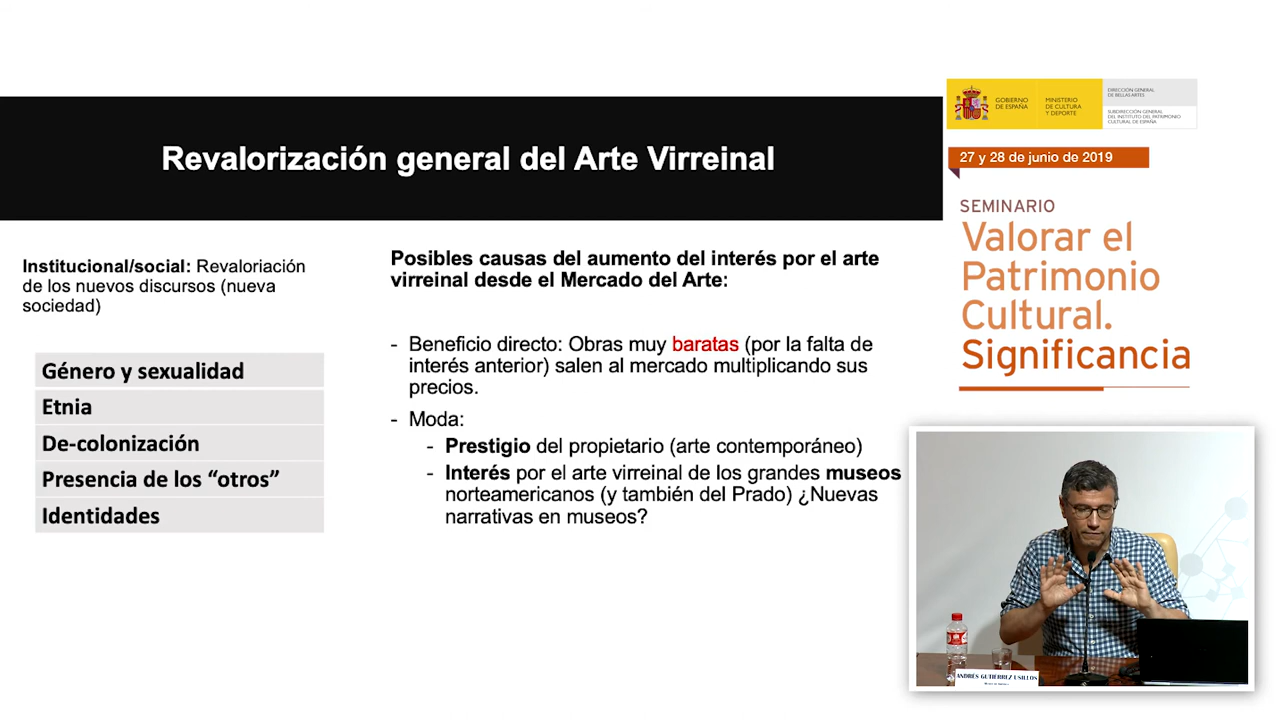 Revalorización general del Arte Virreinal
Institucional/social: Revaloriación
de los nuevos discursos (nueva
sociedad)
Género y sexualidad
Etnia
De-colonización
Presencia de los “otros”
Identidades
Posibles causas del aumento del interés por el arte
virreinal desde el Mercado del Arte:
- Beneficio directo: Obras muy baratas (por la falta de
interés anterior) salen al mercado multiplicando sus
precios.
- Moda:
- Prestigio del propietario (arte contemporáneo)
- Interés por el arte virreinal de los grandes museos
norteamericanos (y también del Prado) ¿Nuevas
narrativas en museos?
GOBIERNO
DE ESPAÑA
MINISTERIO
DE CULTURA
Y DEPORTE
DIRECCIÓN GENERAL
DE BELLAS ARTES
SUBDIRECCIÓN GENERAL
DEL INSTITUTO DEL PATRIMONIO
CULTURAL DE ESPAÑA
27 y 28 de junio de 2019
SEMINARIO
Valorar el
Patrimonio
Cultural.
Significancia
ANDRÉS GUTIÉRREZ USILLOS